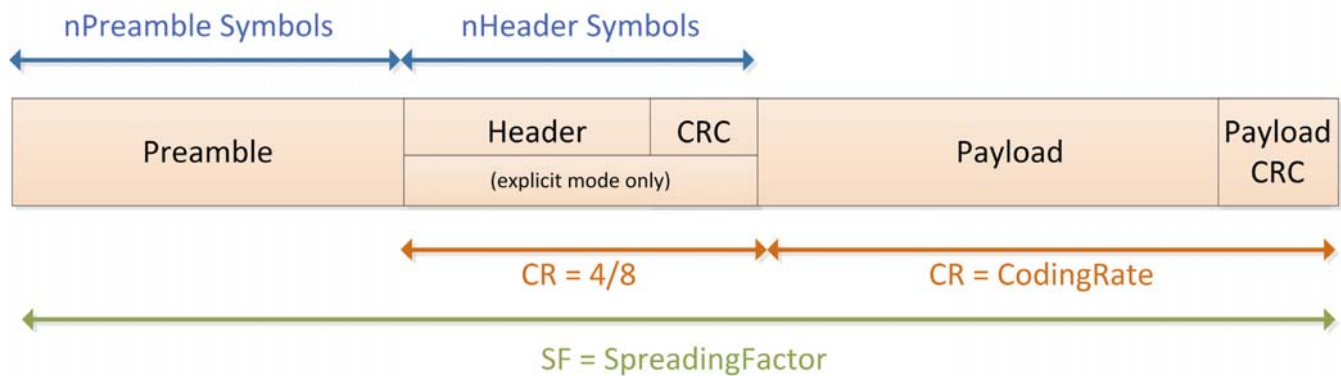 nPreamble Symbols
nHeader Symbols
Preamble
Header
CRC
(explicit mode only)
Payload
Payload
CRC
CR = 4/8
CR = CodingRate
SF = SpreadingFactor